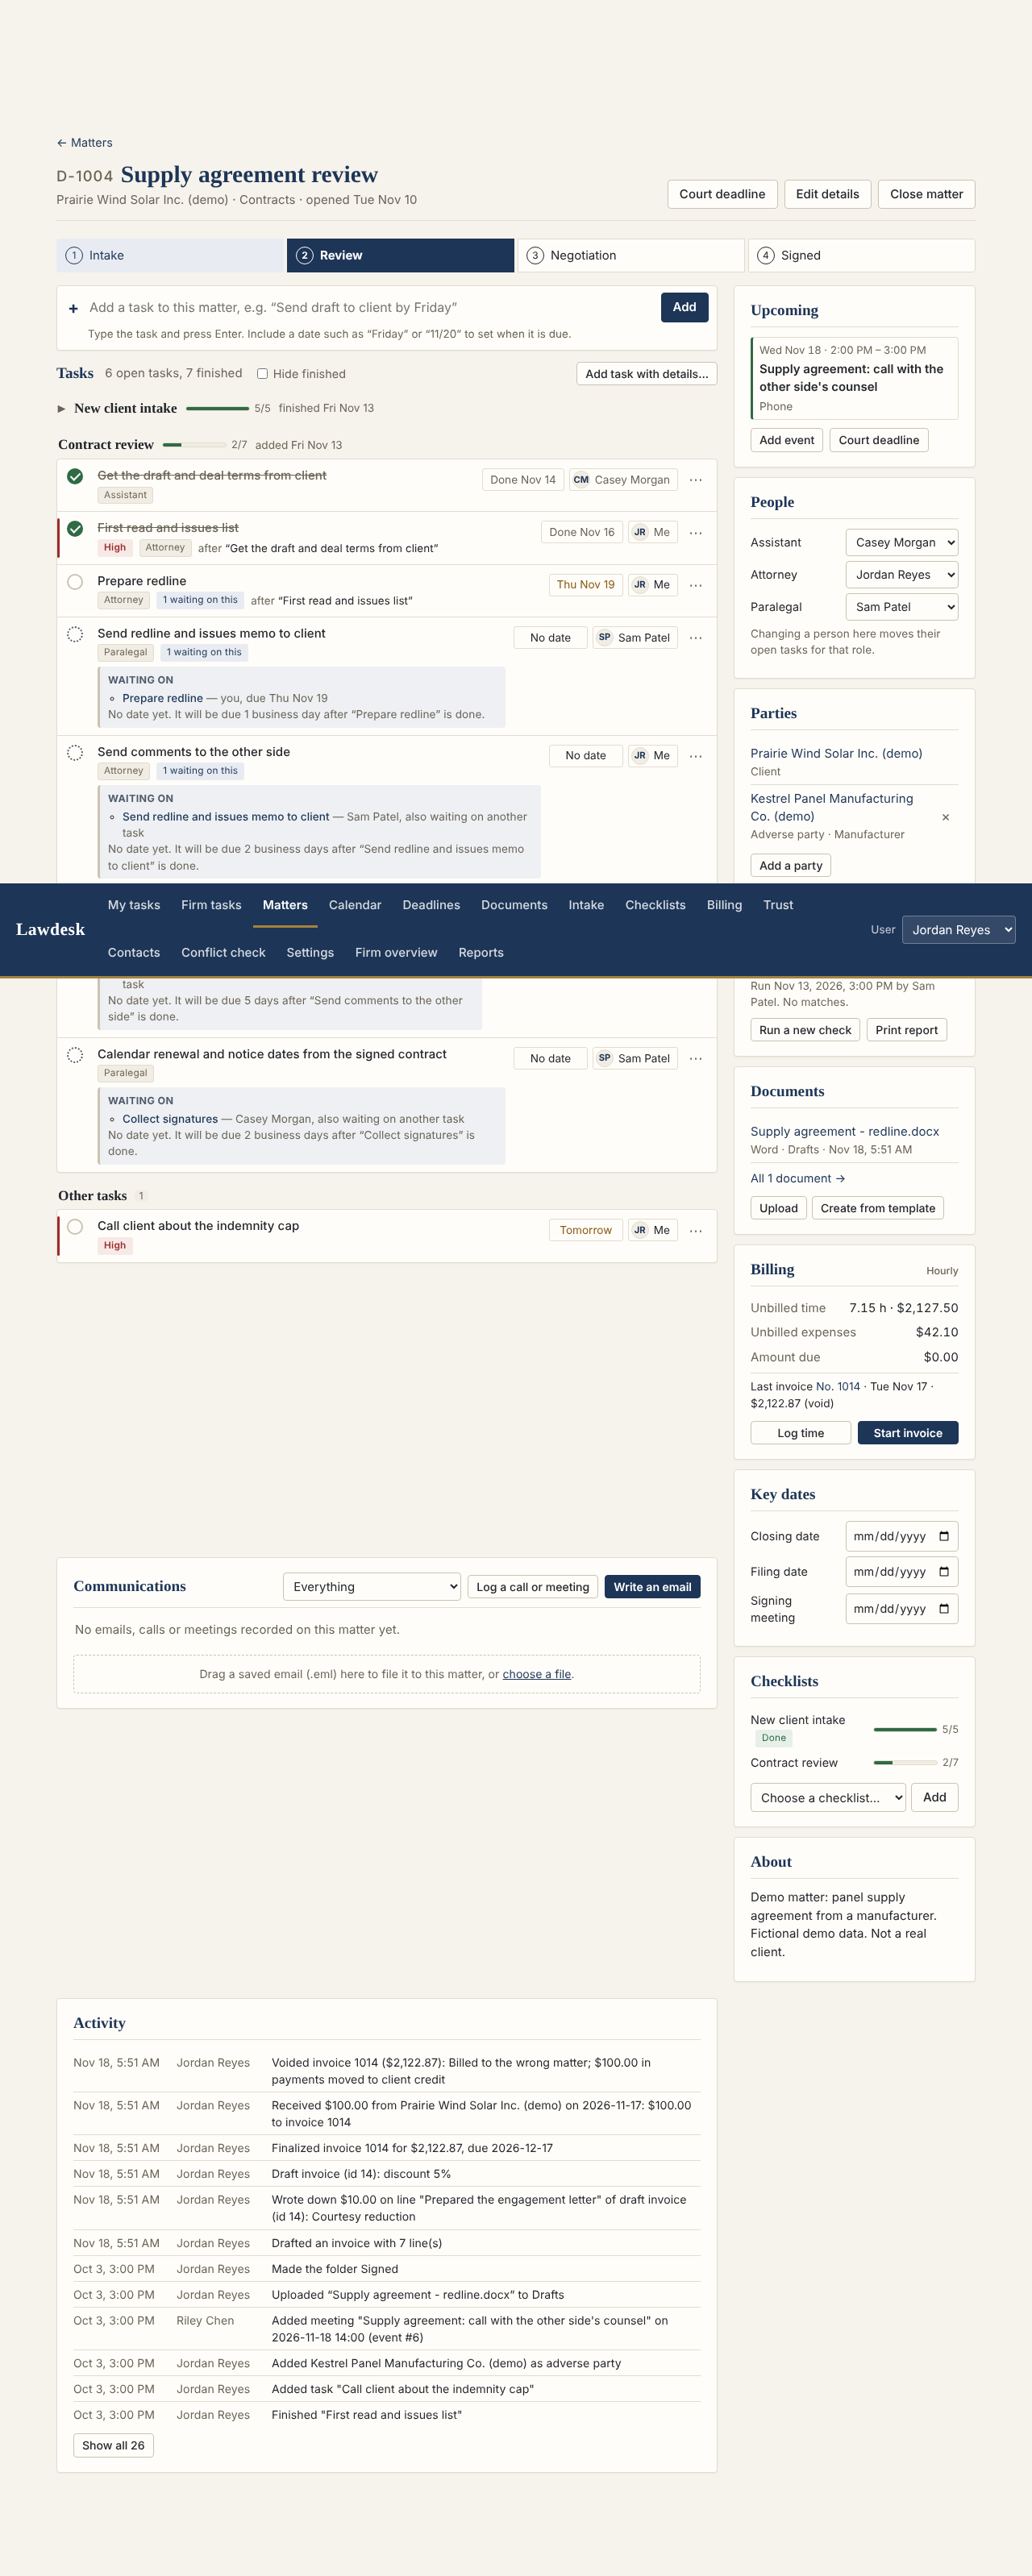 ← Matters
D-1004 Supply agreement review
Prairie Wind Solar Inc. (demo) · Contracts · opened Tue Nov 10
Court deadline
Edit details
Close matter
1 Intake
2 Review
3 Negotiation
4 Signed
+ Add a task to this matter, e.g. “Send draft to client by Friday”
Add
Type the task and press Enter. Include a date such as “Friday” or “11/20” to set when it is due.
Tasks 6 open tasks, 7 finished Hide finished
Add task with details...
▶ New client intake 5/5 finished Fri Nov 13
Contract review 2/7 added Fri Nov 13
Get the draft and deal terms from client
Assistant
Done Nov 14 CM Casey Morgan ...
First read and issues list
High Attorney after “Get the draft and deal terms from client”
Done Nov 16 JR Me ...
Prepare redline
Attorney 1 waiting on this after “First read and issues list”
Thu Nov 19 JR Me ...
Send redline and issues memo to client
Paralegal 1 waiting on this
No date SP Sam Patel ...
WAITING ON
Prepare redline — you, due Thu Nov 19
No date yet. It will be due 1 business day after “Prepare redline” is done.
Send comments to the other side
Attorney 1 waiting on this
No date JR Me ...
WAITING ON
Send redline and issues memo to client — Sam Patel, also waiting on another
task
No date yet. It will be due 2 business days after “Send redline and issues memo
to client” is done.
Upcoming
Wed Nov 18 · 2:00 PM – 3:00 PM
Supply agreement: call with the
other side's counsel
Phone
Add event
Court deadline
People
Assistant Casey Morgan
Attorney Jordan Reyes
Paralegal Sam Patel
Changing a person here moves their
open tasks for that role.
Parties
Prairie Wind Solar Inc. (demo)
Client
Kestrel Panel Manufacturing
Co. (demo)
×
Adverse party · Manufacturer
Add a party
Lawdesk
My tasks Firm tasks Matters Calendar Deadlines Documents Intake Checklists Billing Trust
Contacts Conflict check Settings Firm overview Reports
User Jordan Reyes
task
No date yet. It will be due 5 days after “Send comments to the other
side” is done.
Calendar renewal and notice dates from the signed contract
Paralegal
No date SP Sam Patel ...
WAITING ON
Collect signatures — Casey Morgan, also waiting on another task
No date yet. It will be due 2 business days after “Collect signatures” is
done.
Other tasks 1
Call client about the indemnity cap
High
Tomorrow JR Me ...
Run Nov 13, 2026, 3:00 PM by Sam
Patel. No matches.
Run a new check
Print report
Documents
Supply agreement - redline.docx
Word · Drafts · Nov 18, 5:51 AM
All 1 document →
Upload
Create from template
Billing Hourly
Unbilled time 7.15 h · $2,127.50
Unbilled expenses $42.10
Amount due $0.00
Last invoice No. 1014 · Tue Nov 17 ·
$2,122.87 (void)
Log time
Start invoice
Communications
Everything
Log a call or meeting
Write an email
No emails, calls or meetings recorded on this matter yet.
Drag a saved email (.eml) here to file it to this matter, or choose a file.
Key dates
Closing date mm/dd/yyyy
Filing date mm/dd/yyyy
Signing
meeting
mm/dd/yyyy
Checklists
New client intake
Done
5/5
Contract review 2/7
Choose a checklist...
Add
About
Demo matter: panel supply
agreement from a manufacturer.
Fictional demo data. Not a real
client.
Activity
Nov 18, 5:51 AM Jordan Reyes Voided invoice 1014 ($2,122.87): Billed to the wrong matter; $100.00 in
payments moved to client credit
Nov 18, 5:51 AM Jordan Reyes Received $100.00 from Prairie Wind Solar Inc. (demo) on 2026-11-17: $100.00
to invoice 1014
Nov 18, 5:51 AM Jordan Reyes Finalized invoice 1014 for $2,122.87, due 2026-12-17
Nov 18, 5:51 AM Jordan Reyes Draft invoice (id 14): discount 5%
Nov 18, 5:51 AM Jordan Reyes Wrote down $10.00 on line "Prepared the engagement letter" of draft invoice
(id 14): Courtesy reduction
Nov 18, 5:51 AM Jordan Reyes Drafted an invoice with 7 line(s)
Oct 3, 3:00 PM Jordan Reyes Made the folder Signed
Oct 3, 3:00 PM Jordan Reyes Uploaded “Supply agreement - redline.docx” to Drafts
Oct 3, 3:00 PM Riley Chen Added meeting "Supply agreement: call with the other side's counsel" on
2026-11-18 14:00 (event #6)
Oct 3, 3:00 PM Jordan Reyes Added Kestrel Panel Manufacturing Co. (demo) as adverse party
Oct 3, 3:00 PM Jordan Reyes Added task "Call client about the indemnity cap"
Oct 3, 3:00 PM Jordan Reyes Finished "First read and issues list"
Show all 26